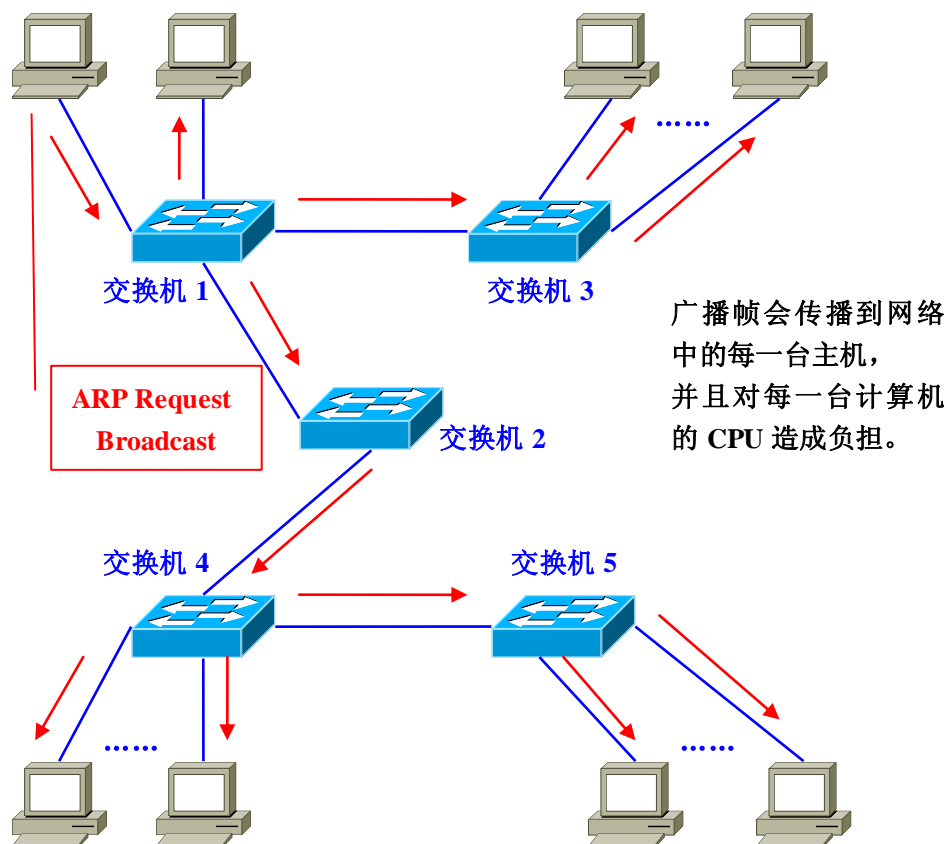 ……
交换机 1
交换机 3
广播帧会传播到网络
中的每一台主机，
并且对每一台计算机
的 CPU 造成负担。
ARP Request
Broadcast
交换机 2
交换机 4
交换机 5
……
……